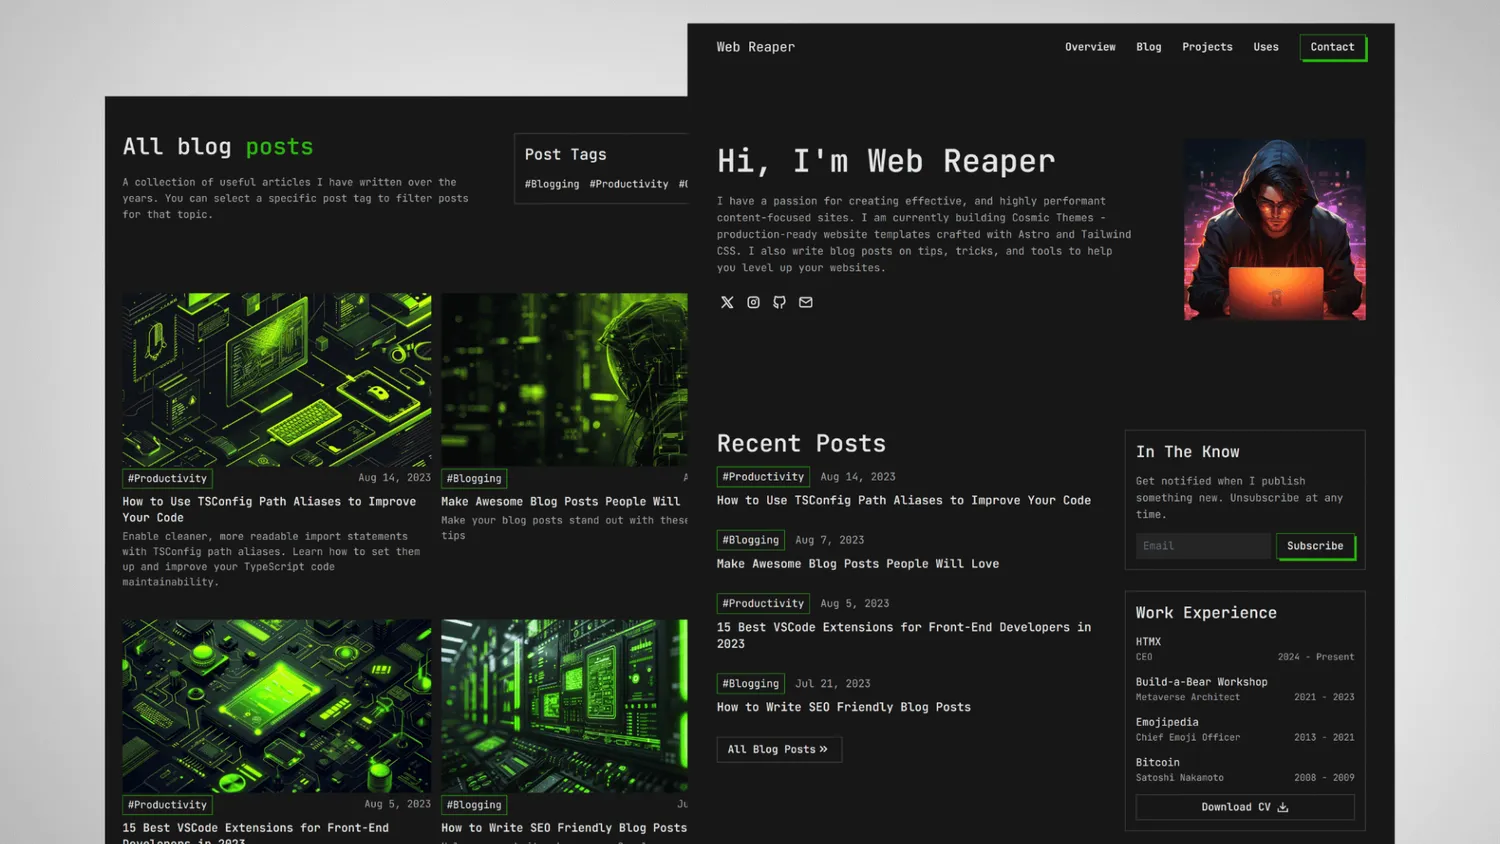 All blog posts
A collection of useful articles I have written over the
years. You can select a specific post tag to filter posts
for that topic.
Post Tags
#Blogging #Productivity
#Productivity Aug 14, 2023
How to Use TSConfig Path Aliases to Improve
Your Code
Enable cleaner, more readable import statements
with TSConfig path aliases. Learn how to set them
up and improve your TypeScript code
maintainability.
#Blogging
Make Awesome Blog Posts People Will
Make your blog posts stand out with these
tips
#Productivity Aug 5, 2023
15 Best VSCode Extensions for Front-End
Developers in 2023
#Blogging
How to Write SEO Friendly Blog Posts
Web Reaper
Overview Blog Projects Uses Contact
Hi, I'm Web Reaper
I have a passion for creating effective, and highly performant
content-focused sites. I am currently building Cosmic Themes -
production-ready website templates crafted with Astro and Tailwind
CSS. I also write blog posts on tips, tricks, and tools to help
you level up your websites.
Recent Posts
#Productivity Aug 14, 2023
How to Use TSConfig Path Aliases to Improve Your Code
#Blogging Aug 7, 2023
Make Awesome Blog Posts People Will Love
#Productivity Aug 5, 2023
15 Best VSCode Extensions for Front-End Developers in
2023
#Blogging Jul 21, 2023
How to Write SEO Friendly Blog Posts
All Blog Posts »
In The Know
Get notified when I publish
something new. Unsubscribe at any
time.
Email Subscribe
Work Experience
HTMX
CEO 2024 - Present
Build-a-Bear Workshop
Metaverse Architect 2021 - 2023
Emojipedia
Chief Emoji Officer 2013 - 2021
Bitcoin
Satoshi Nakamoto 2008 - 2009
Download CV